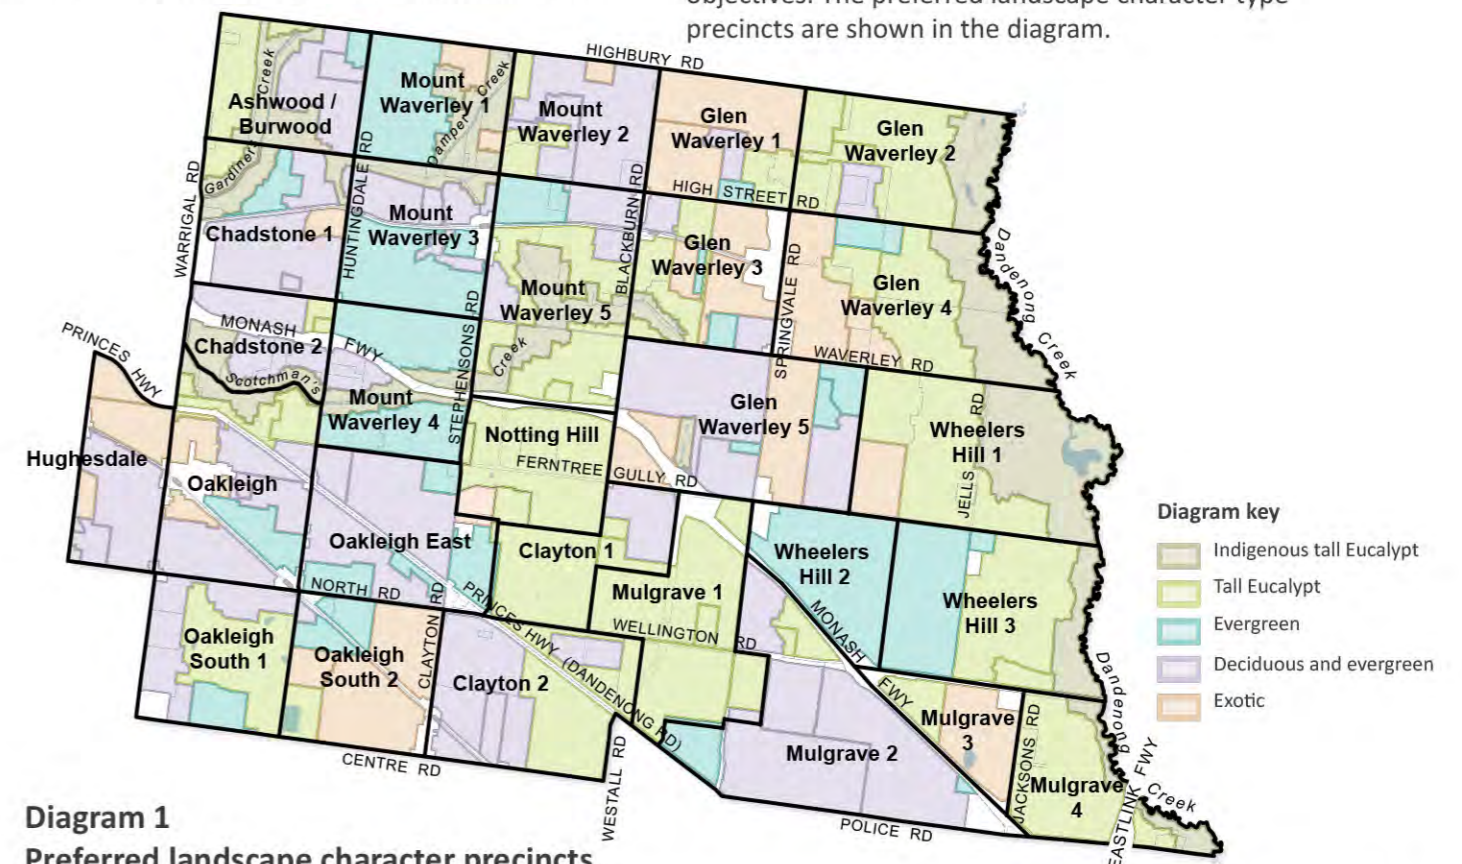 objectives. The preferred landscape character type
precincts are shown in the diagram.
HIGHBURY RD
Creek
Ashwood /
Burwood
Mount
Waverley 1
Creek
Damper
Mount
Waverley 2
Glen
Waverley 1
Glen
Waverley 2
Gardiners
WARRIGAL RD
HUNTINGDALE RD
BLACKBURN RD
HIGH STREET RD
Chadstone 1
Mount
Waverley 3
Mount
Waverley 5
Glen
Waverley 3
SPRINGVALE RD
Glen
Waverley 4
Dandenong Creek
MONASH FWY
Chadstone 2
Scotchman's
Creek
STEPHENSONS RD
WAVERLEY RD
PRINCES HWY
Mount
Waverley 4
Glen
Waverley 5
Wheelers
Hill 1
JELLS RD
Hughesdale
Oakleigh
Notting Hill
FERNTREE GULLY RD
Oakleigh East
Clayton 1
Wheelers
Hill 2
Mulgrave 1
Wheelers
Hill 3
NORTH RD
CLAYTON RD
PRINCES HWY (DANDENONG RD)
WELLINGTON RD
MONASH FWY
Oakleigh
South 1
Oakleigh
South 2
Clayton 2
Mulgrave 2
Mulgrave
3
JACKSONS RD
Mulgrave
4
Dandenong
Creek
EASTLINK FWY
CENTRE RD
WESTALL RD
POLICE RD
Diagram key
Indigenous tall Eucalypt
Tall Eucalypt
Evergreen
Deciduous and evergreen
Exotic
Diagram 1
Preferred landscape character precincts